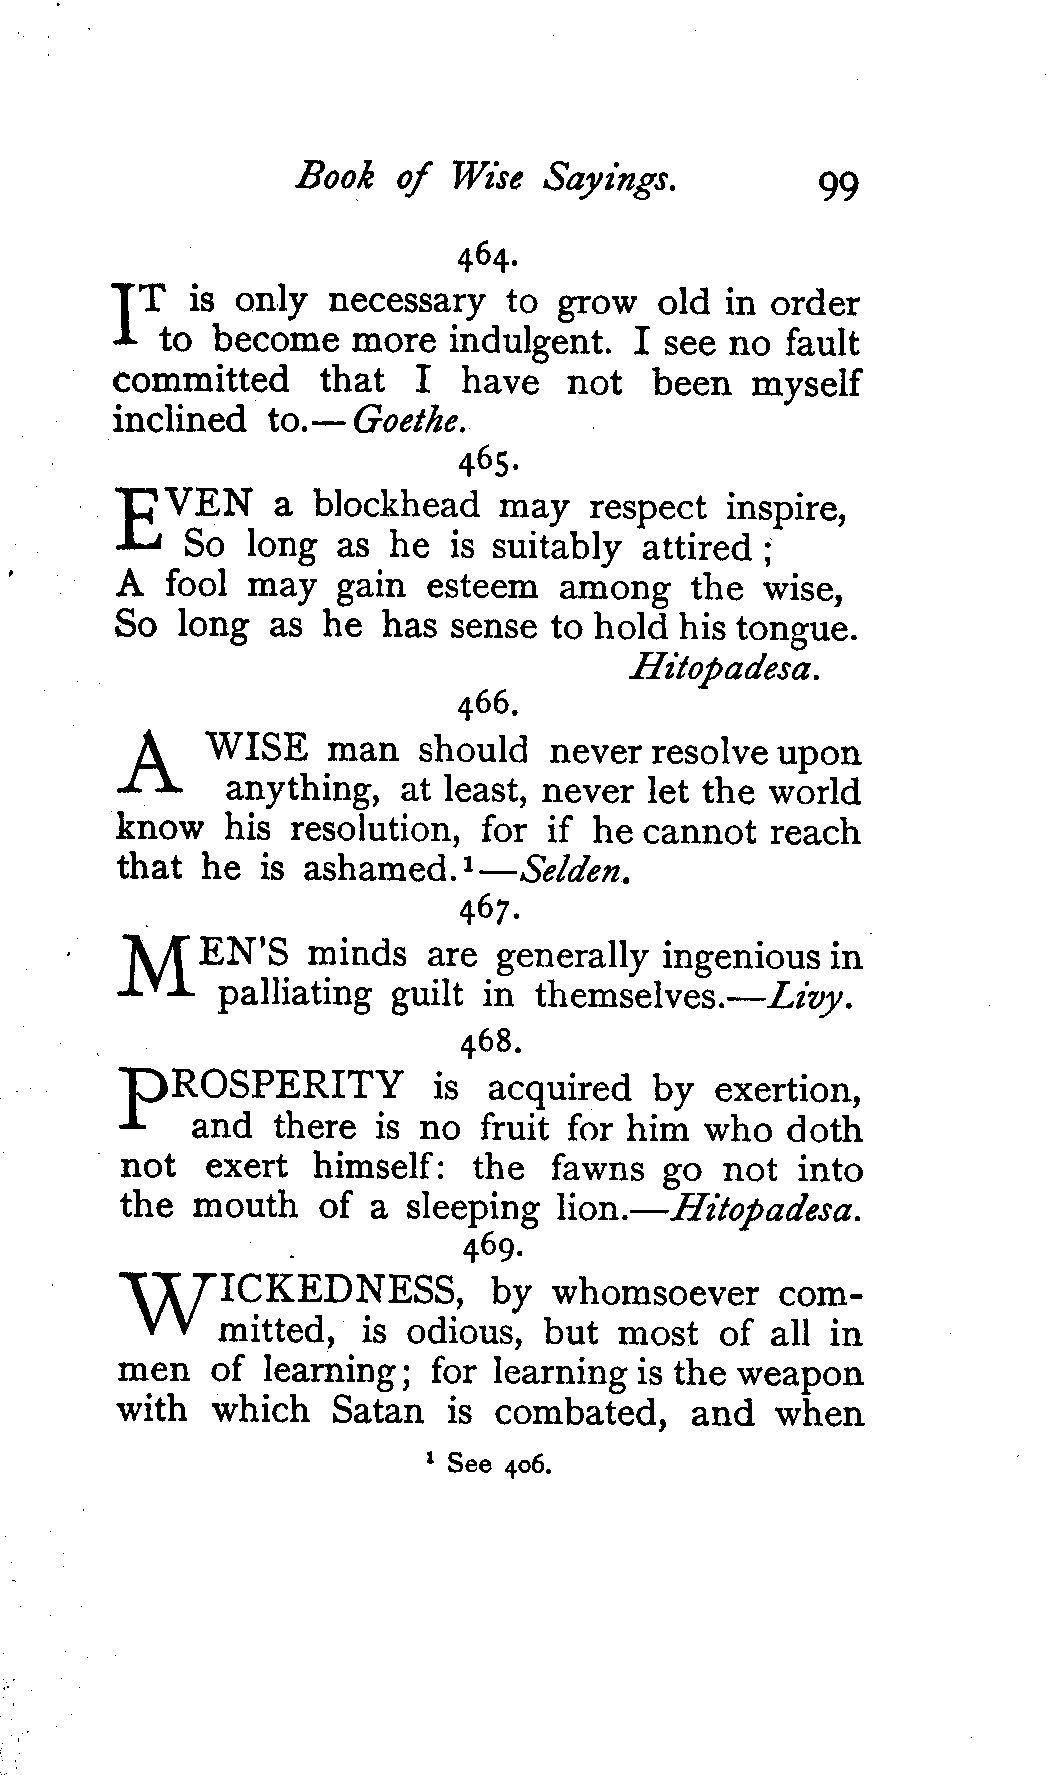 Book of Wise Sayings. 99
464.
IT is only necessary to grow old in order
to become more indulgent. I see no fault
committed that I have not been myself
inclined to.—Goethe.
465.
EVEN a blockhead may respect inspire,
So long as he is suitably attired;
A fool may gain esteem among the wise,
So long as he has sense to hold his tongue.
Hitopadesa.
466.
A WISE man should never resolve upon
anything, at least, never let the world
know his resolution, for if he cannot reach
that he is ashamed.¹—Selden.
467.
MEN'S minds are generally ingenious in
palliating guilt in themselves.—Livy.
468.
PROSPERITY is acquired by exertion,
and there is no fruit for him who doth
not exert himself: the fawns go not into
the mouth of a sleeping lion.—Hitopadesa.
469.
WICKEDNESS, by whomsoever com-
mitted, is odious, but most of all in
men of learning; for learning is the weapon
with which Satan is combated, and when
¹ See 406.